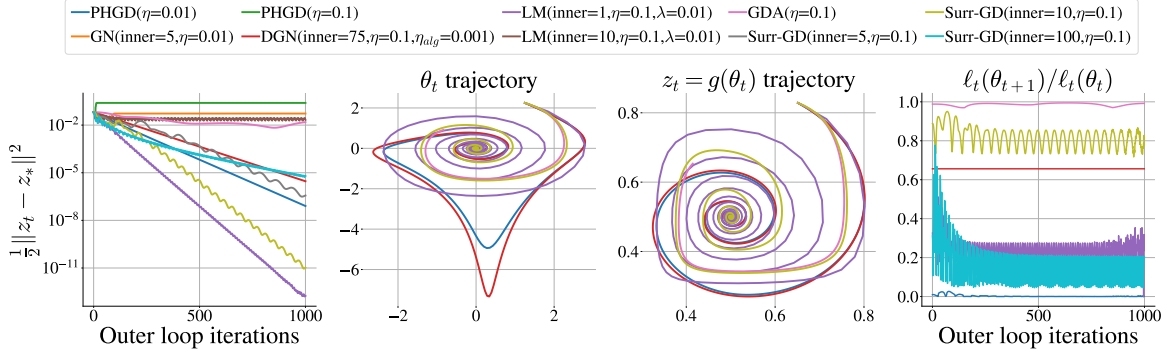 PHGD(η=0.01) PHGD(η=0.1) LM(inner=1,η=0.1,λ=0.01) GDA(η=0.1) Surr-GD(inner=10,η=0.1)
GN(inner=5,η=0.01) DGN(inner=75,η=0.1,η_alg=0.001) LM(inner=10,η=0.1,λ=0.01) Surr-GD(inner=5,η=0.1) Surr-GD(inner=100,η=0.1)
θ_t trajectory
z_t = g(θ_t) trajectory
ℓ_t(θ_{t+1})/ℓ_t(θ_t)
½||z_t − z_*||²
10⁻²
10⁻⁵
10⁻⁸
10⁻¹¹
0 500 1000
Outer loop iterations
2
0
−2
−4
−6
−2 0 2
0.8
0.6
0.4
0.4 0.6 0.8
1.0
0.8
0.6
0.4
0.2
0.0
0 500 1000
Outer loop iterations